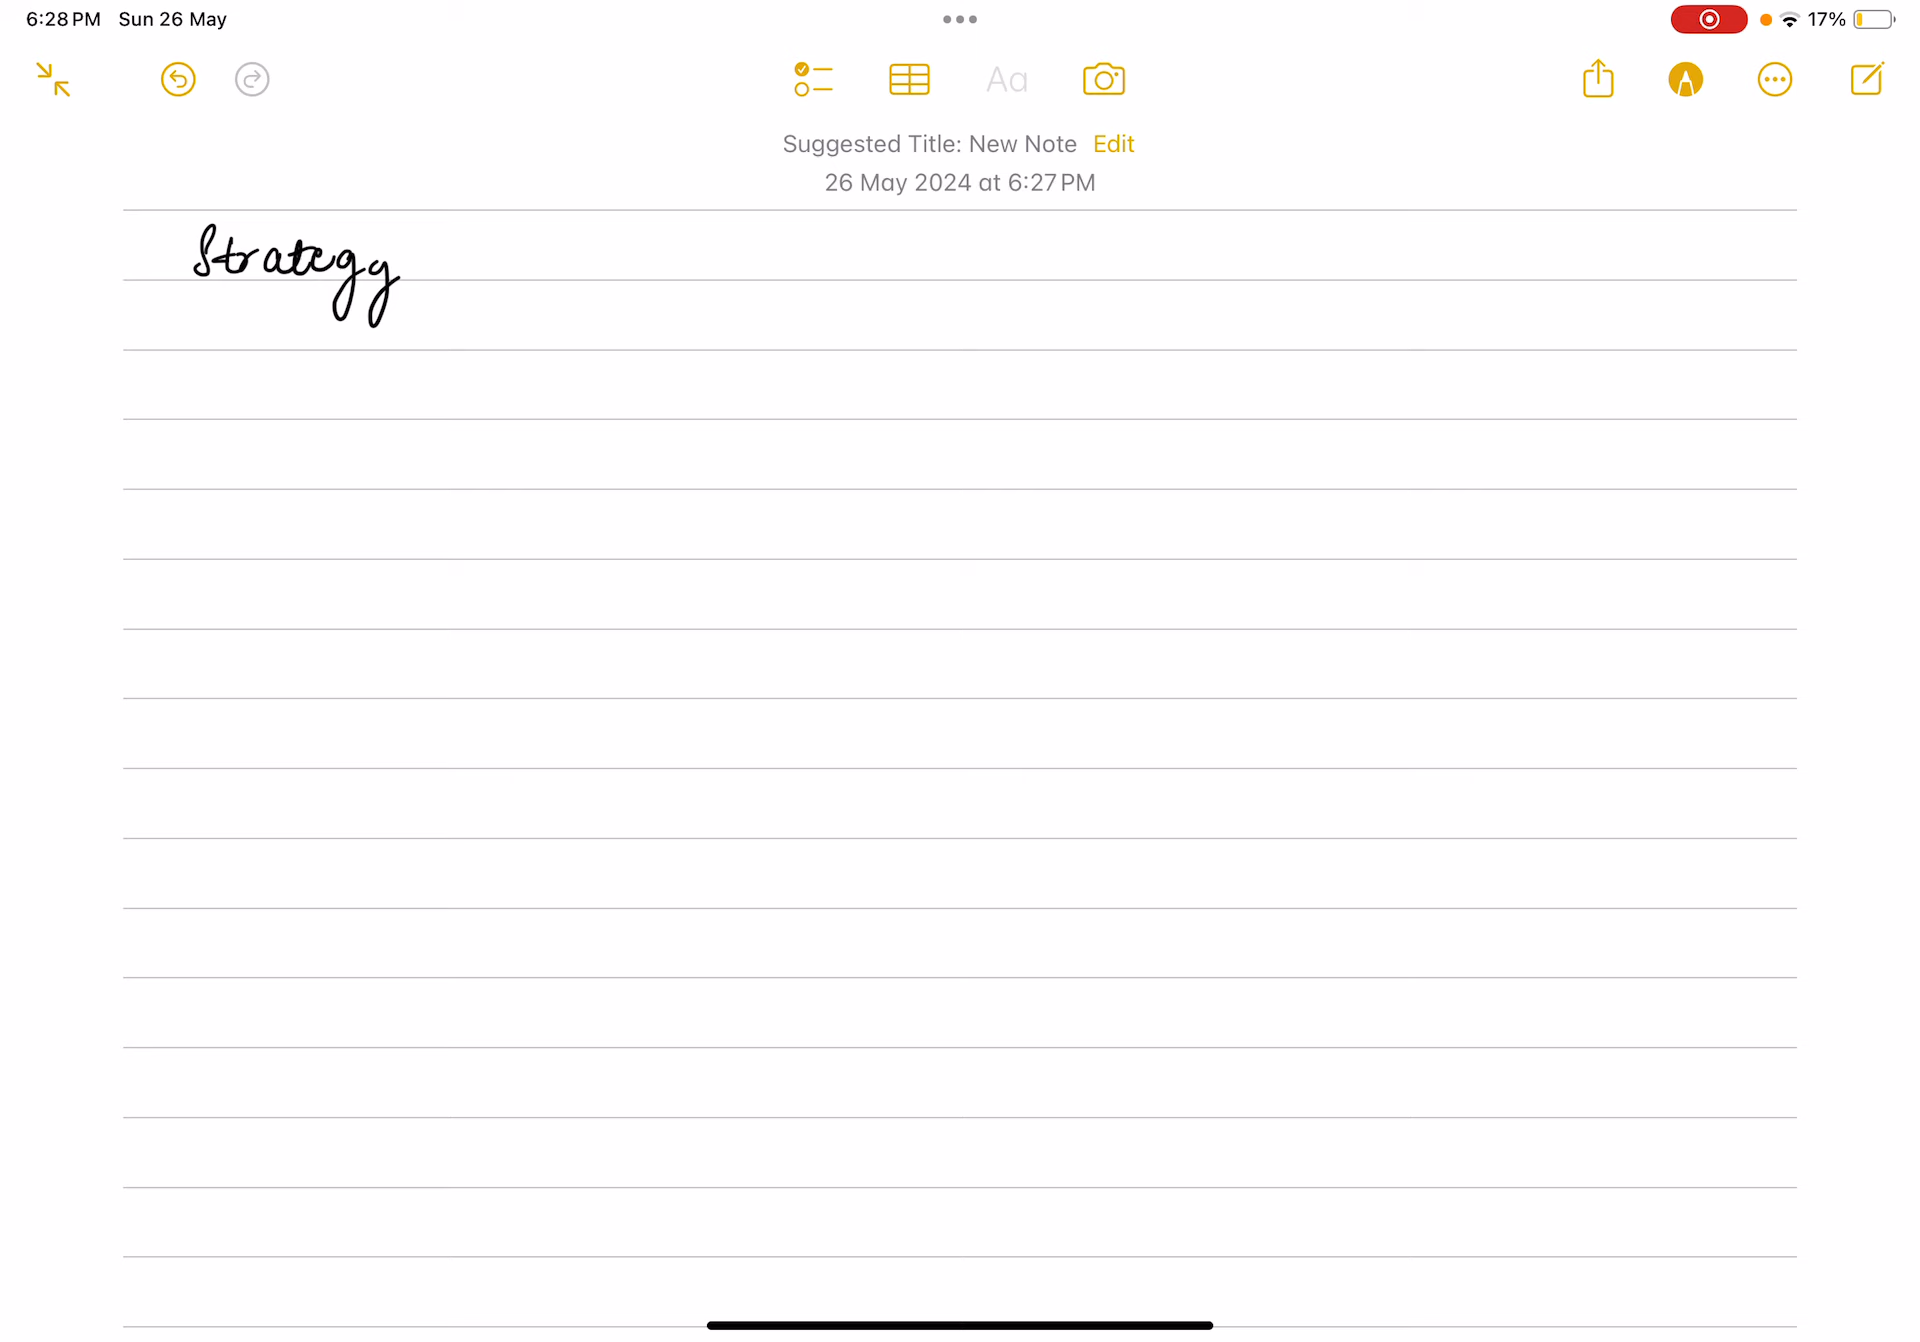 6:28 PM Sun 26 May 17%
Aa
Suggested Title: New Note Edit
26 May 2024 at 6:27 PM
Strategy